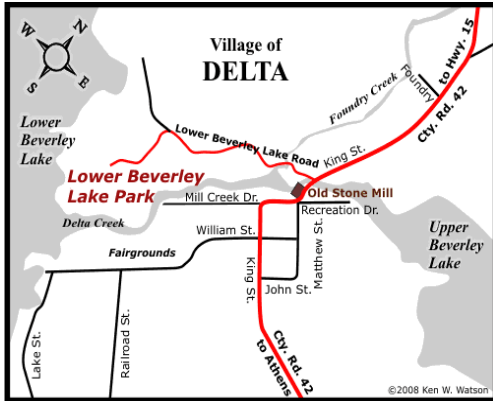 W
N
S
E
Village of
DELTA
to Hwy. 15
Foundry
Cty. Rd. 42
Foundry Creek
Lower
Beverley
Lake
Lower Beverley Lake Road
King St.
Lower Beverley
Lake Park
Old Stone Mill
Mill Creek Dr.
Recreation Dr.
Delta Creek
William St.
Matthew St.
Upper
Beverley
Lake
Fairgrounds
King St.
John St.
Lake St.
Railroad St.
Cty. Rd. 42
to Athens
©2008 Ken W. Watson